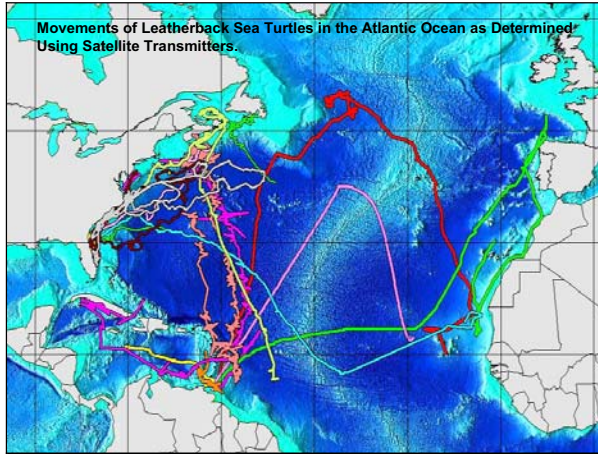 Movements of Leatherback Sea Turtles in the Atlantic Ocean as Determined
Using Satellite Transmitters.